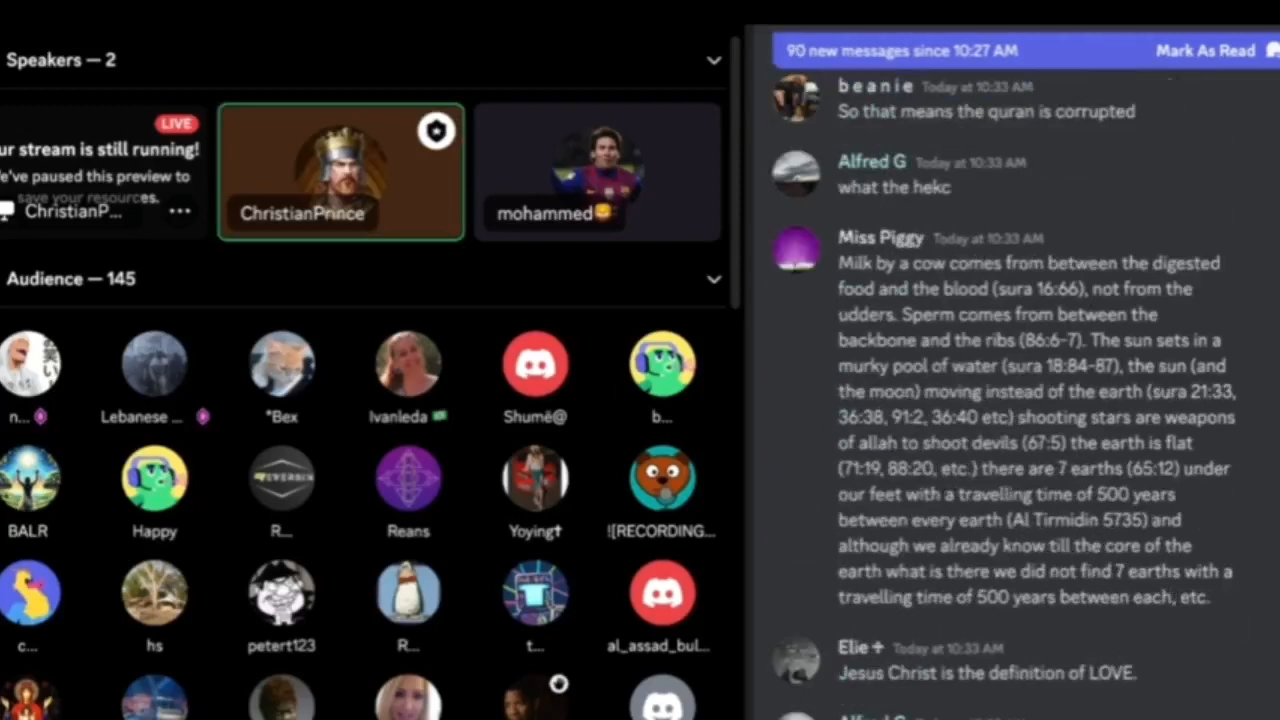 Speakers — 2
LIVE
ur stream is still running!
e've paused this preview to
save your resources.
ChristianP...
ChristianPrince
mohammed
Audience — 145
n...
Lebanese ...
*Bex
Ivanleda
Shumë@
b...
BALR
Happy
R...
Reans
Yoying✝
![RECORDING...
c...
hs
petert123
R...
t...
al_assad_bul...
90 new messages since 10:27 AM
Mark As Read
beanie Today at 10:33 AM
So that means the quran is corrupted
Alfred G Today at 10:33 AM
what the hekc
Miss Piggy Today at 10:33 AM
Milk by a cow comes from between the digested
food and the blood (sura 16:66), not from the
udders. Sperm comes from between the
backbone and the ribs (86:6-7). The sun sets in a
murky pool of water (sura 18:84-87), the sun (and
the moon) moving instead of the earth (sura 21:33,
36:38, 91:2, 36:40 etc) shooting stars are weapons
of allah to shoot devils (67:5) the earth is flat
(71:19, 88:20, etc.) there are 7 earths (65:12) under
our feet with a travelling time of 500 years
between every earth (Al Tirmidin 5735) and
although we already know till the core of the
earth what is there we did not find 7 earths with a
travelling time of 500 years between each, etc.
Elie ✝ Today at 10:33 AM
Jesus Christ is the definition of LOVE.